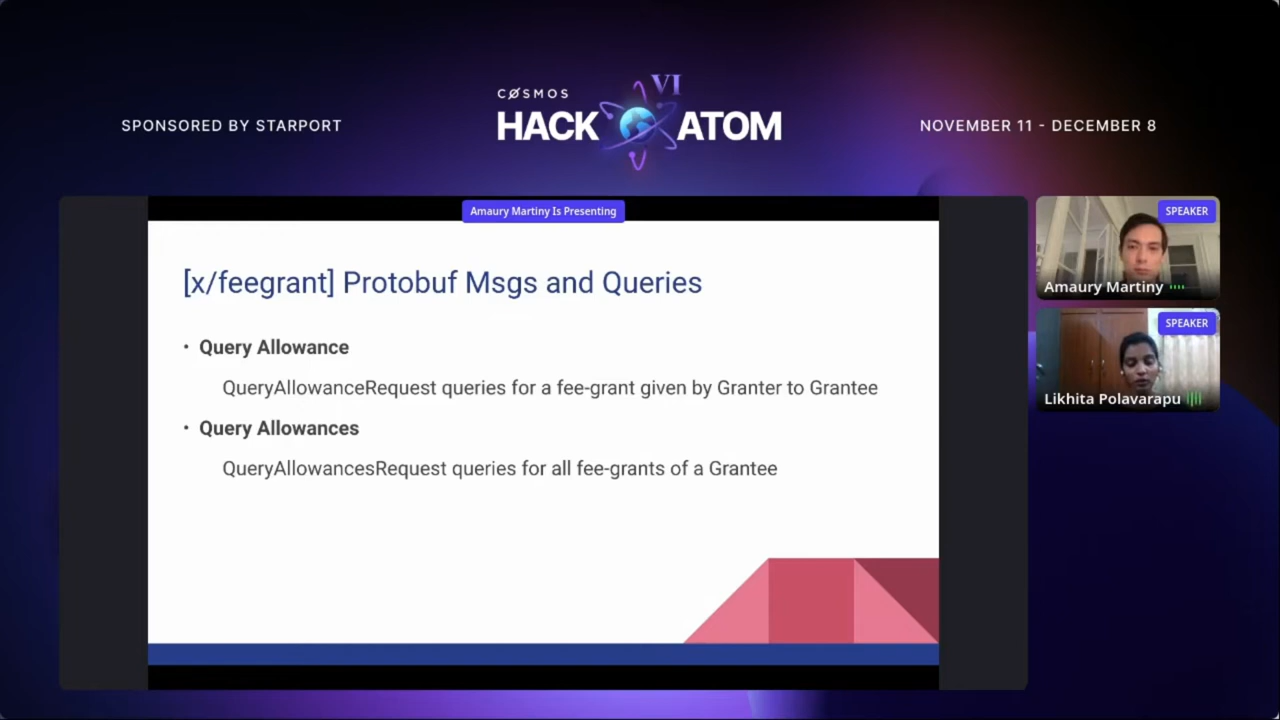 SPONSORED BY STARPORT
CØSMOS
HACK ATOM
VI
NOVEMBER 11 - DECEMBER 8
Amaury Martiny Is Presenting
[x/feegrant] Protobuf Msgs and Queries
• Query Allowance
QueryAllowanceRequest queries for a fee-grant given by Granter to Grantee
• Query Allowances
QueryAllowancesRequest queries for all fee-grants of a Grantee
SPEAKER
Amaury Martiny
SPEAKER
Likhita Polavarapu